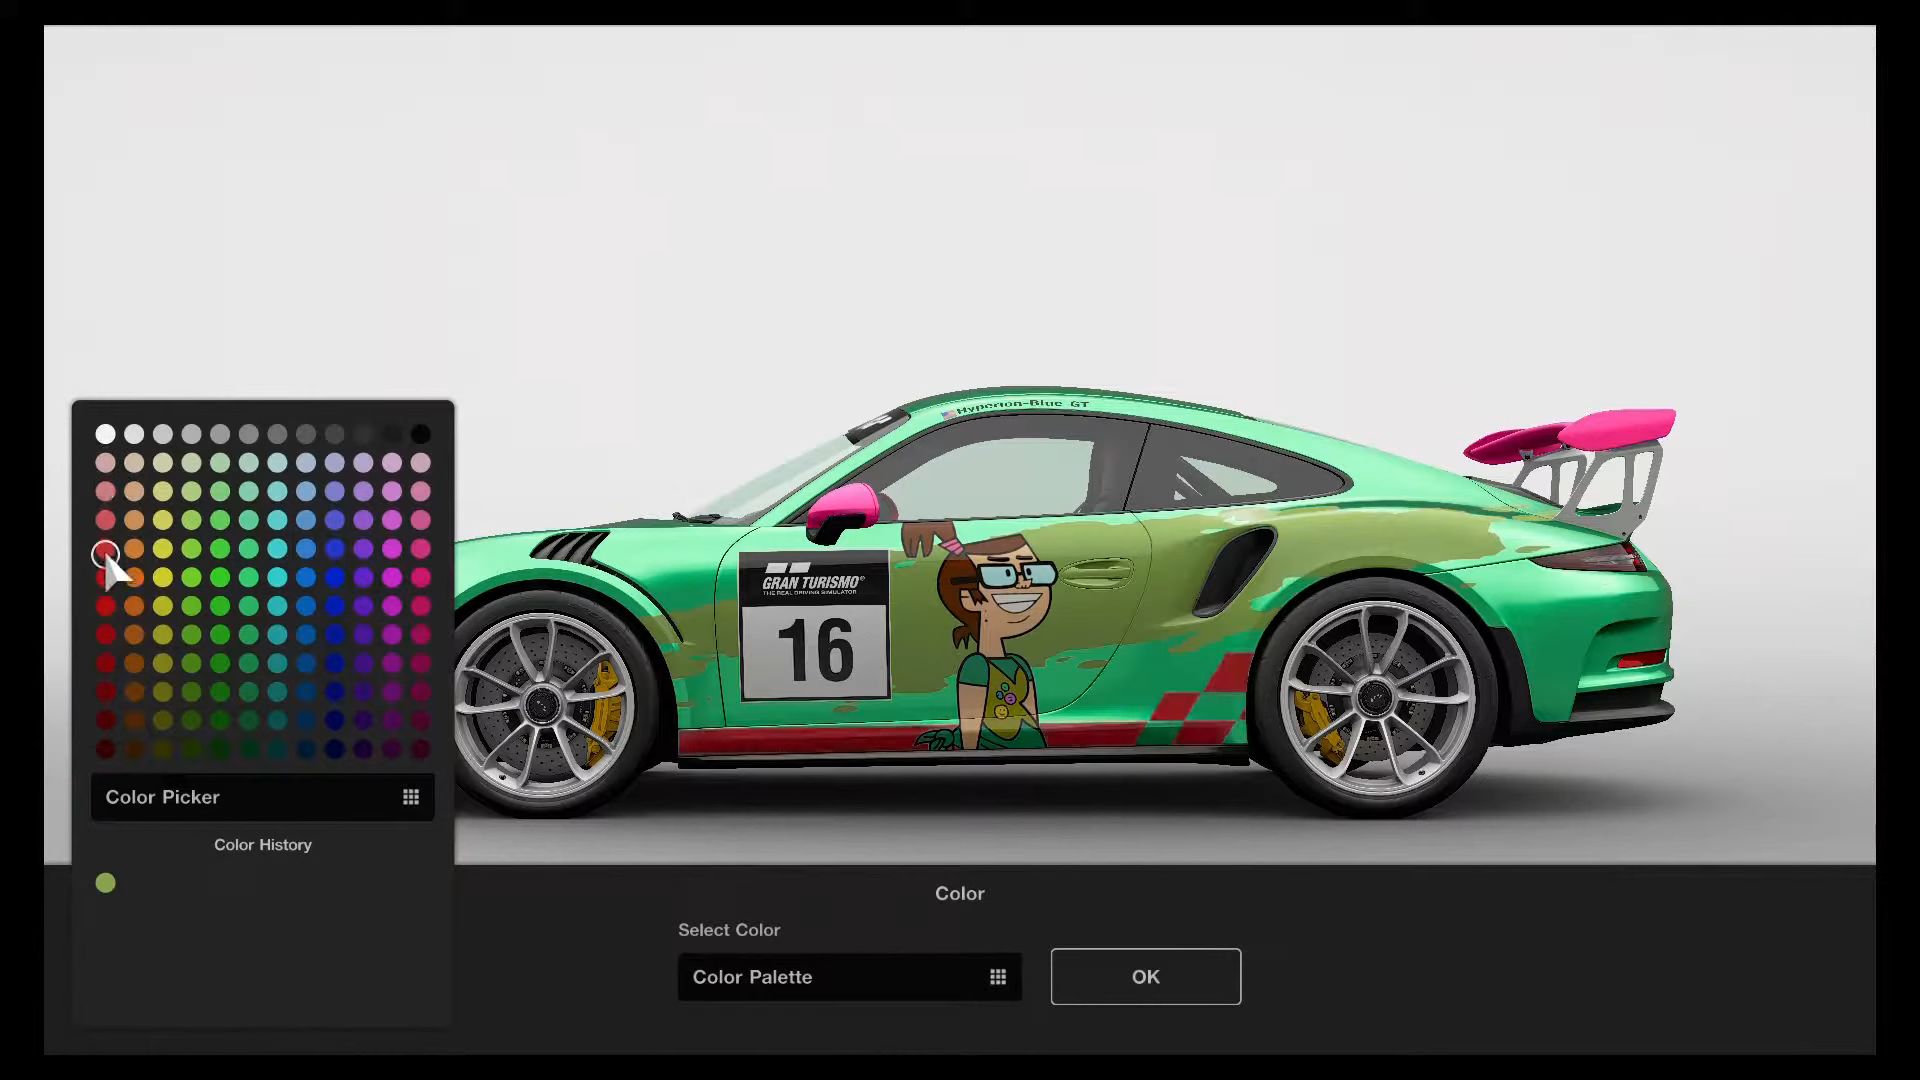 Hyperion-Blue GT
GRAN TURISMO
THE REAL DRIVING SIMULATOR
16
Color Picker
Color History
Color
Select Color
Color Palette
OK